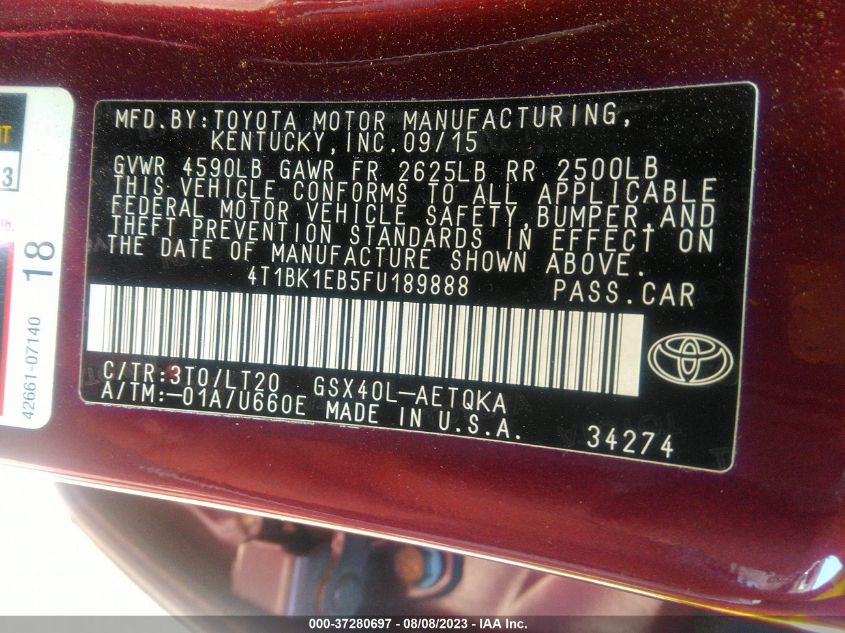 MFD.BY:TOYOTA MOTOR MANUFACTURING,
KENTUCKY, INC. 09/15
GVWR 4590LB GAWR FR 2625LB RR 2500LB
THIS VEHICLE CONFORMS TO ALL APPLICABLE
FEDERAL MOTOR VEHICLE SAFETY, BUMPER, AND
THEFT PREVENTION STANDARDS IN EFFECT ON
THE DATE OF MANUFACTURE SHOWN ABOVE.
4T1BK1EB5FU189888 PASS.CAR
C/TR:3T0/LT20 GSX40L-AETQKA
A/TM:-01A/U660E MADE IN U.S.A.
34274
18
42661-07140
3
000-37280697 - 08/08/2023 - IAA Inc.